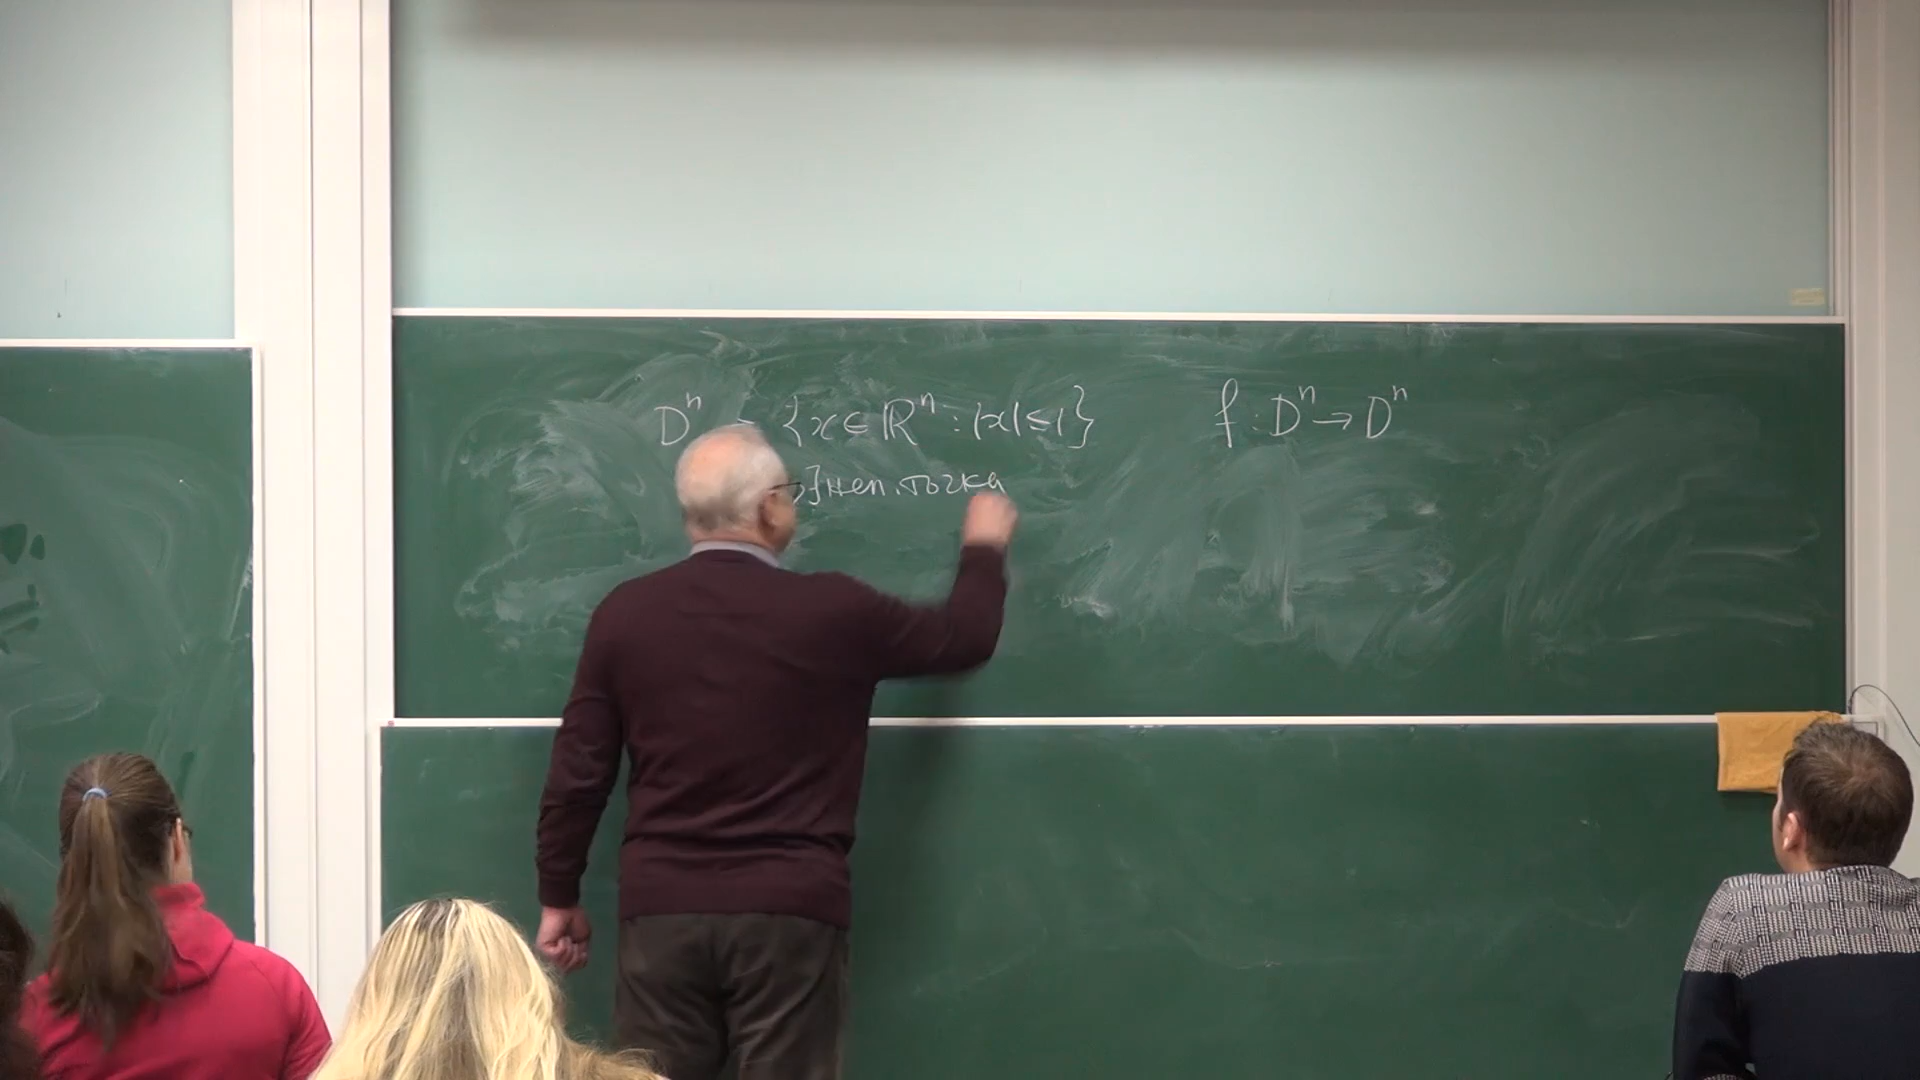 Dⁿ = {x ∈ ℝⁿ : |x| ≤ 1} f : Dⁿ → Dⁿ
} неп. точка